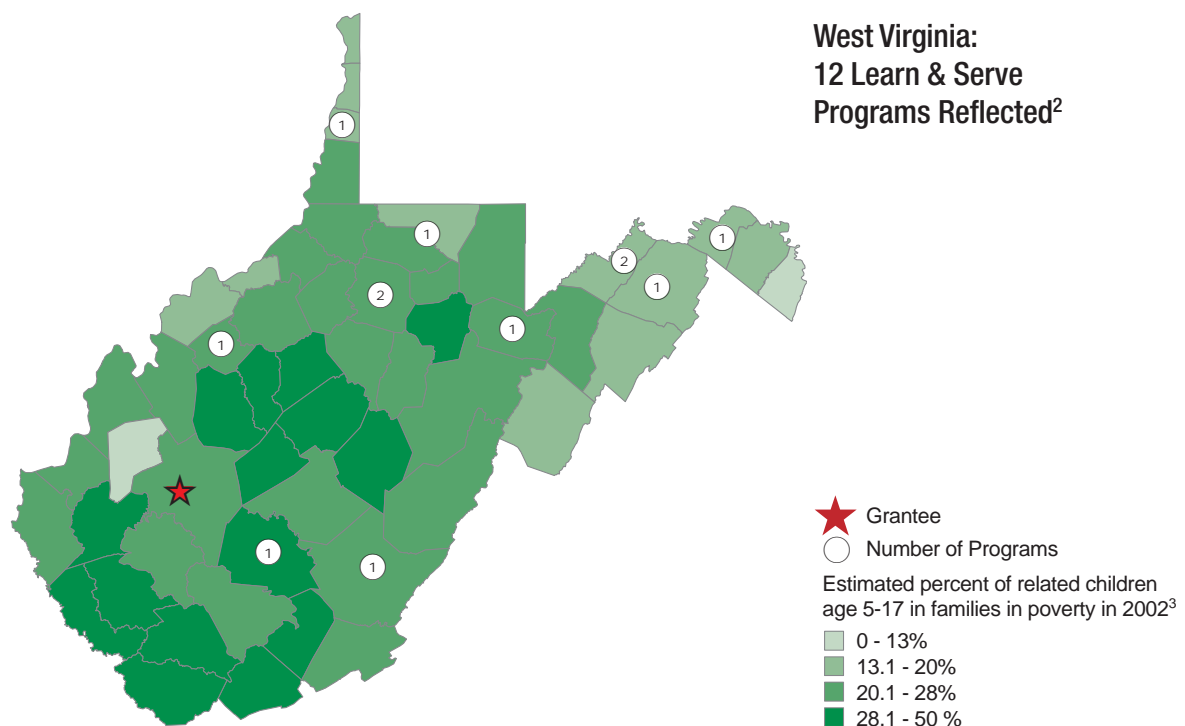 West Virginia:
12 Learn & Serve
Programs Reflected²
1
1
1
2
1
2
1
1
1
1
Grantee
Number of Programs
Estimated percent of related children
age 5-17 in families in poverty in 2002³
0 - 13%
13.1 - 20%
20.1 - 28%
28.1 - 50 %